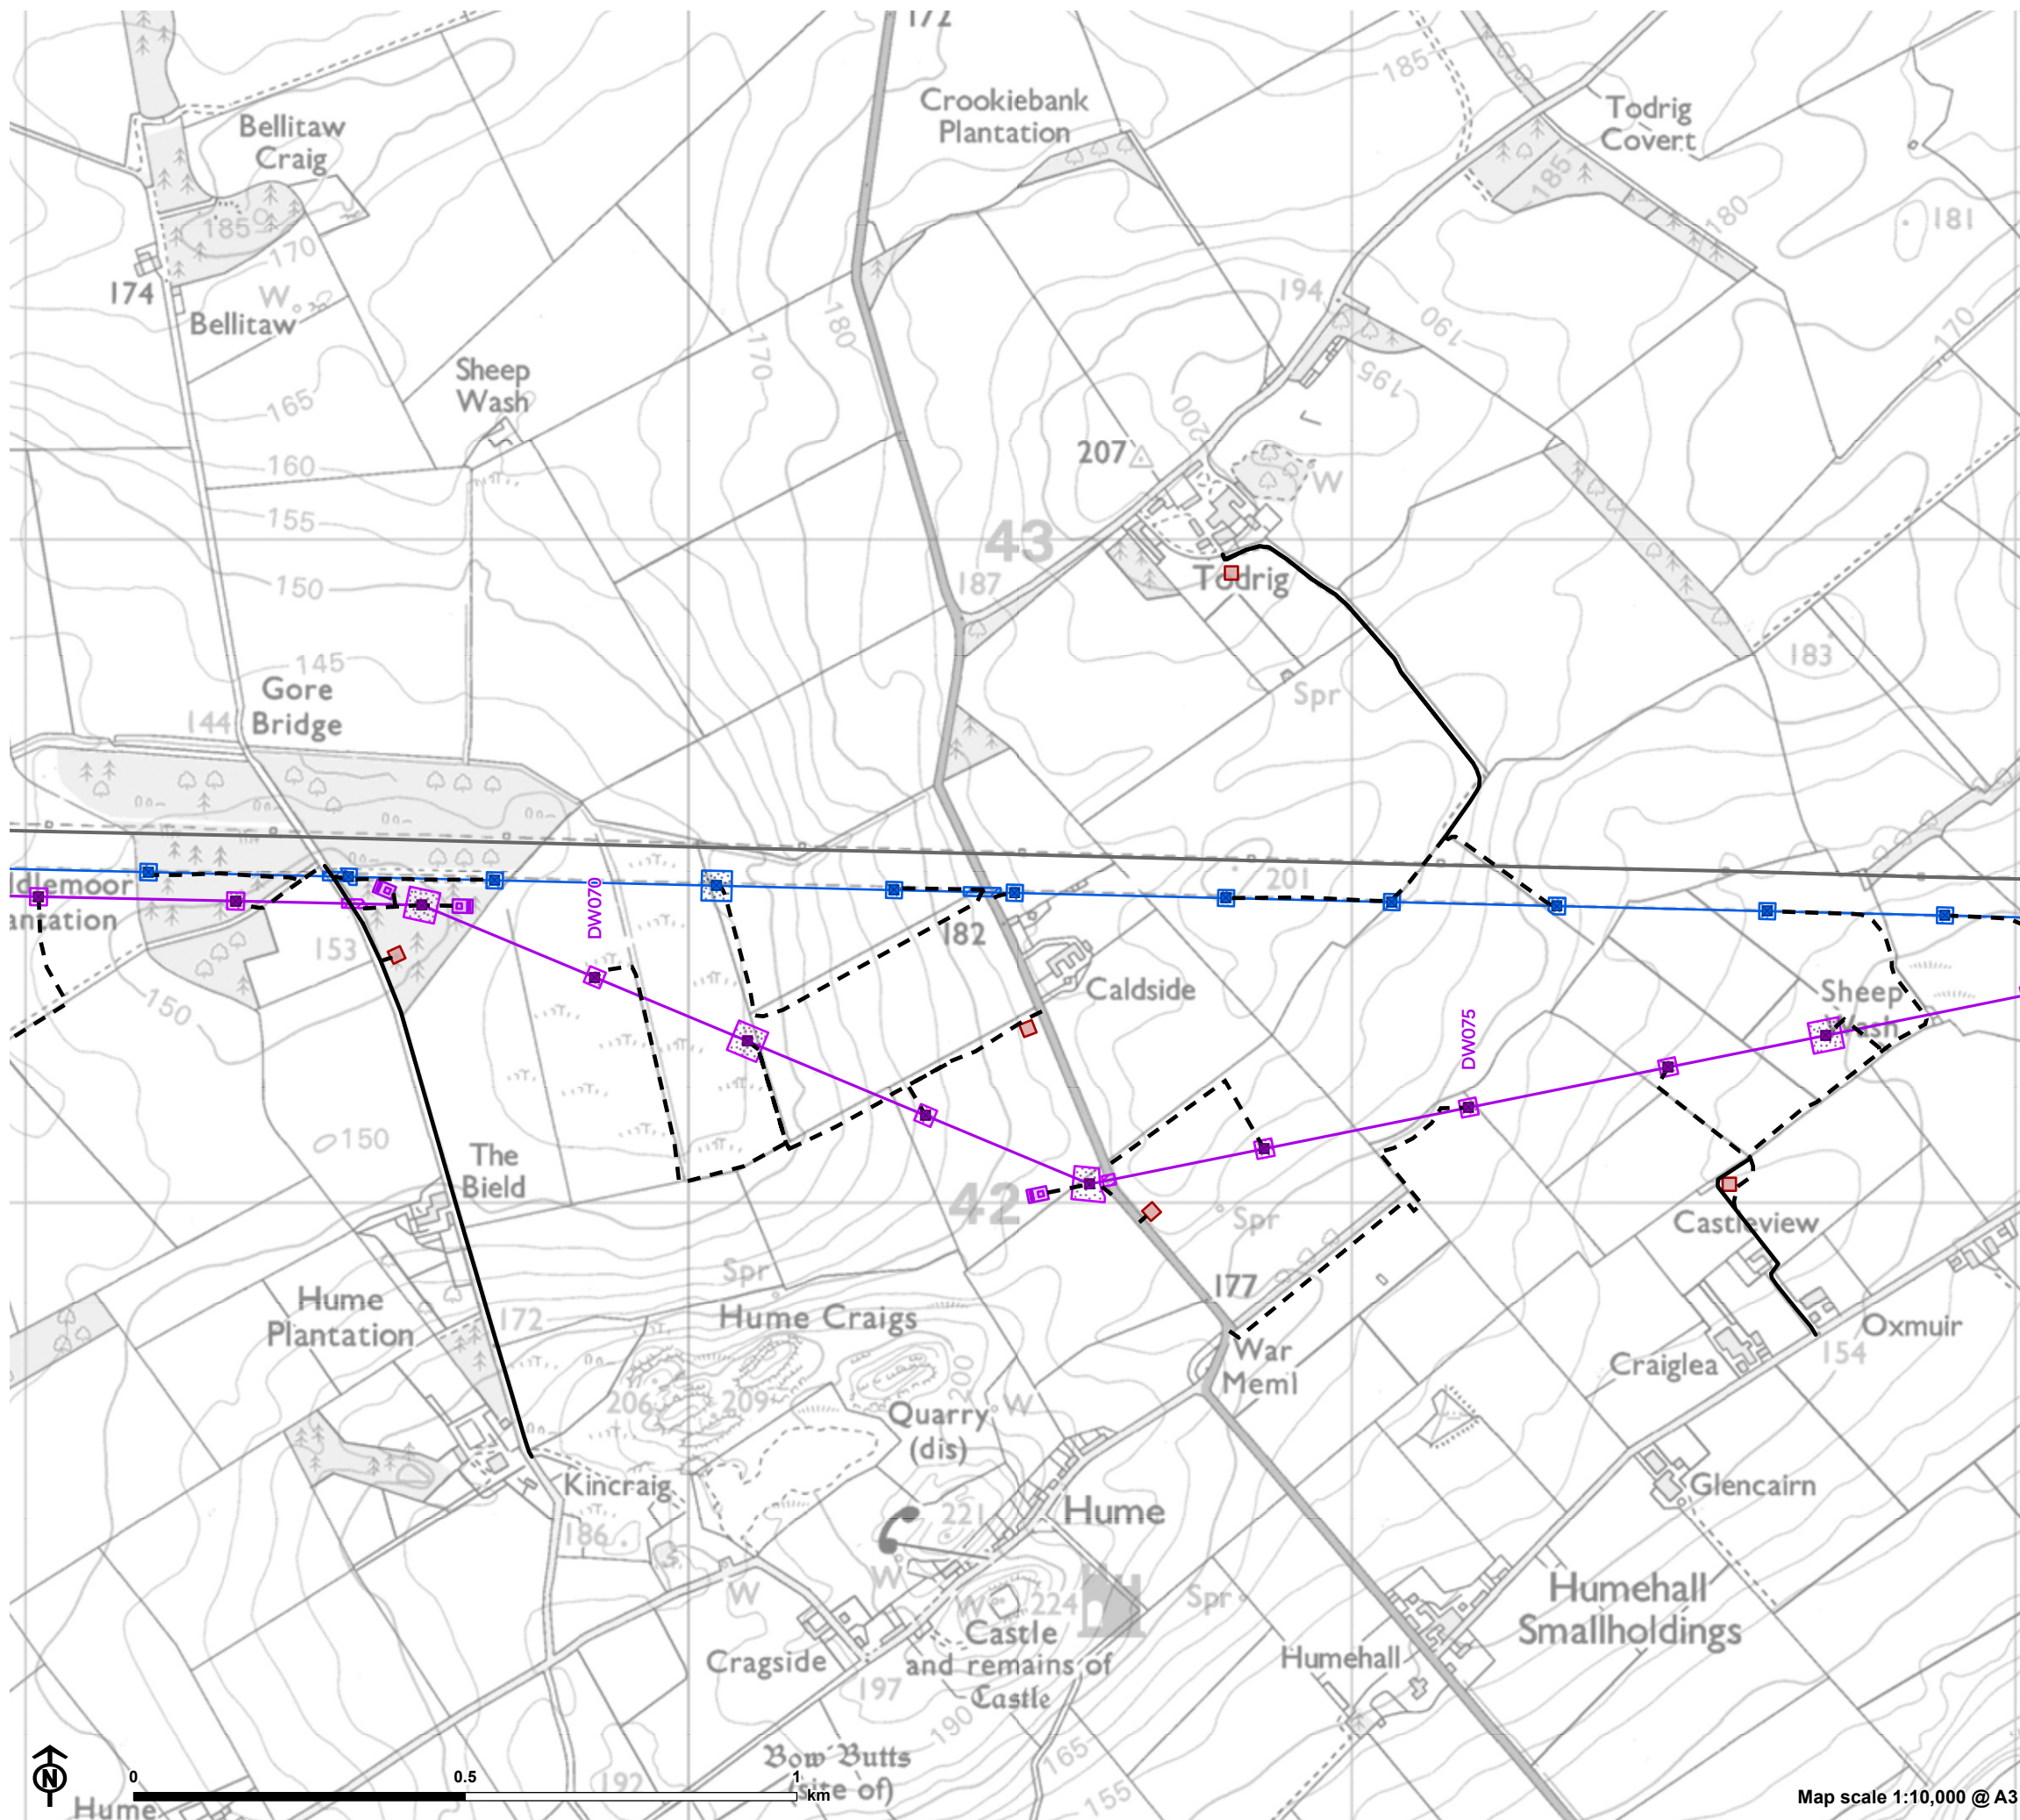 172
Crookiebank
Plantation
185
Todrig
Covert
Bellitaw
Craig
185
170
185
180
181
174
W
Bellitaw
194
190
170
180
170
Sheep
Wash
165
195
200
207
W
160
155
43
187
150
Todrig
145
Gore
Bridge
144
Spr
183
dlemoor
antation
201
DW070
153
182
150
Caldside
Sheep
Wash
DW075
150
The
Bield
42
Spr
Castleview
Spr
177
Hume
Plantation
172
Hume Craigs
War
Meml
Oxmuir
154
Craiglea
206
209
200
Quarry
(dis)
W
Kincraig
Glencairn
221
Hume
186
W
W
W
224
Spr
Castle
and remains of
Castle
Humehall
Smallholdings
Cragside
Humehall
197
190
Bow Butts
(site of)
165
192
155
Hume
0
0.5
1
km
N
Map scale 1:10,000 @ A3